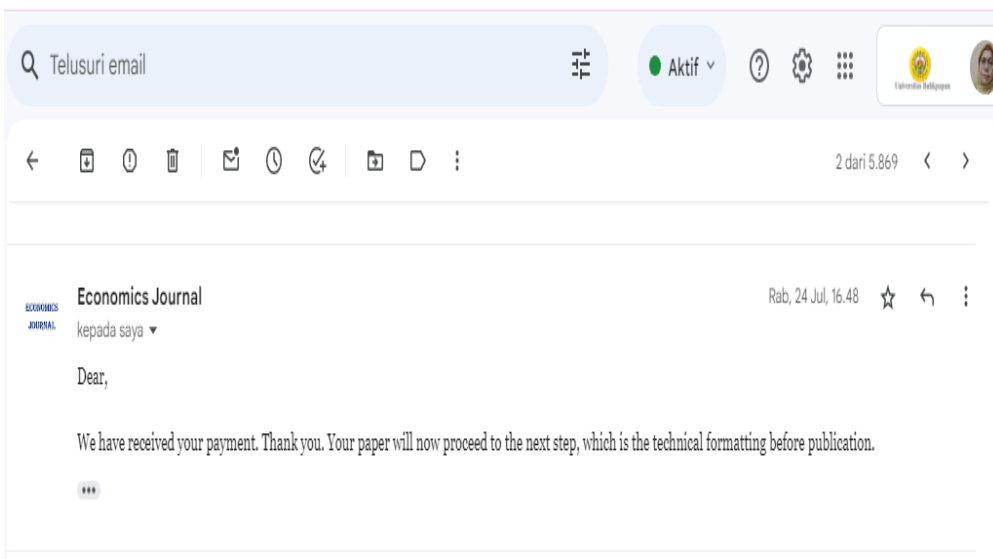 Telusuri email
Aktif
Universitas Balikpapan
2 dari 5.869
ECONOMICS
JOURNAL
Economics Journal
Rab, 24 Jul, 16.48
kepada saya
Dear,
We have received your payment. Thank you. Your paper will now proceed to the next step, which is the technical formatting before publication.